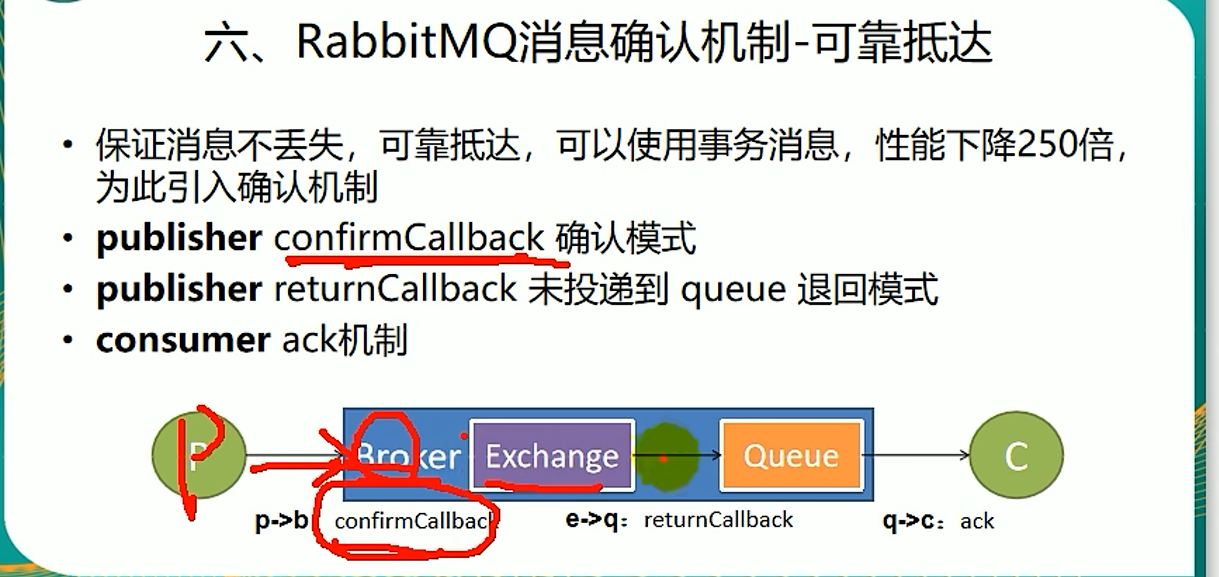 六、RabbitMQ消息确认机制-可靠抵达
• 保证消息不丢失，可靠抵达，可以使用事务消息，性能下降250倍，
为此引入确认机制
• publisher confirmCallback 确认模式
• publisher returnCallback 未投递到 queue 退回模式
• consumer ack机制
P Broker Exchange Queue C
p->b confirmCallback e->q：returnCallback q->c：ack